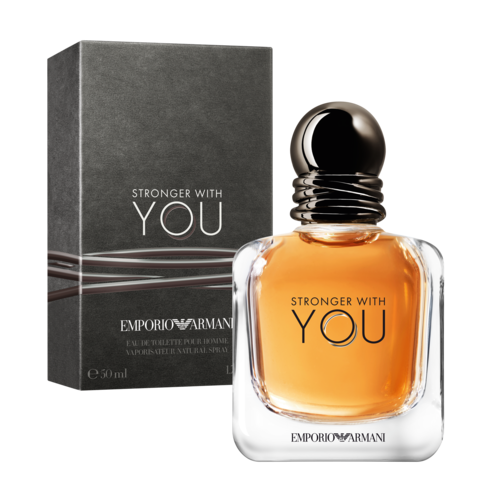 STRONGER WITH
YOU
EMPORIO ARMANI
EAU DE TOILETTE POUR HOMME,
VAPORISATEUR NATURAL SPRAY
℮ 50 ml
STRONGER WITH
YOU
EMPORIO ARMANI